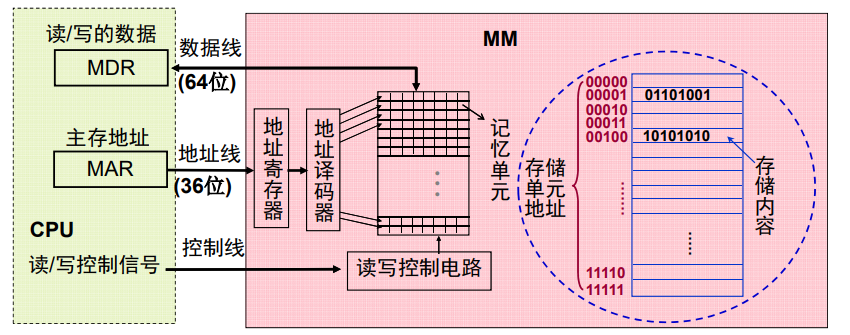 读/写的数据
MDR
数据线
(64位)
主存地址
MAR
地址线
(36位)
CPU
读/写控制信号
控制线
MM
地址寄存器
地址译码器
记忆单元
读写控制电路
存储单元地址
00000
00001
00010
00011
00100
......
11110
11111
01101001
10101010
......
存储内容